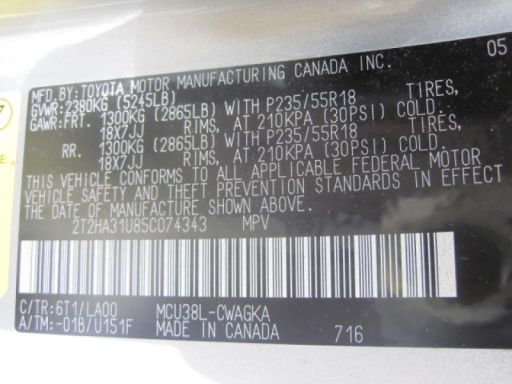 05
MFD. BY: TOYOTA MOTOR MANUFACTURING CANADA INC.
GVWR: 2380KG (5245LB)
GAWR: FRT. 1300KG (2865LB) WITH P235/55R18 TIRES,
18X7JJ RIMS, AT 210KPA (30PSI) COLD.
RR. 1300KG (2865LB) WITH P235/55R18 TIRES,
18X7JJ RIMS, AT 210KPA (30PSI) COLD.
THIS VEHICLE CONFORMS TO ALL APPLICABLE FEDERAL MOTOR
VEHICLE SAFETY AND THEFT PREVENTION STANDARDS IN EFFECT
ON THE DATE OF MANUFACTURE SHOWN ABOVE.
2T2HA31U85C074343 MPV
C/TR: 6T1/LA00 MCU38L-CWAGKA
A/TM: -01B/U151F MADE IN CANADA 716